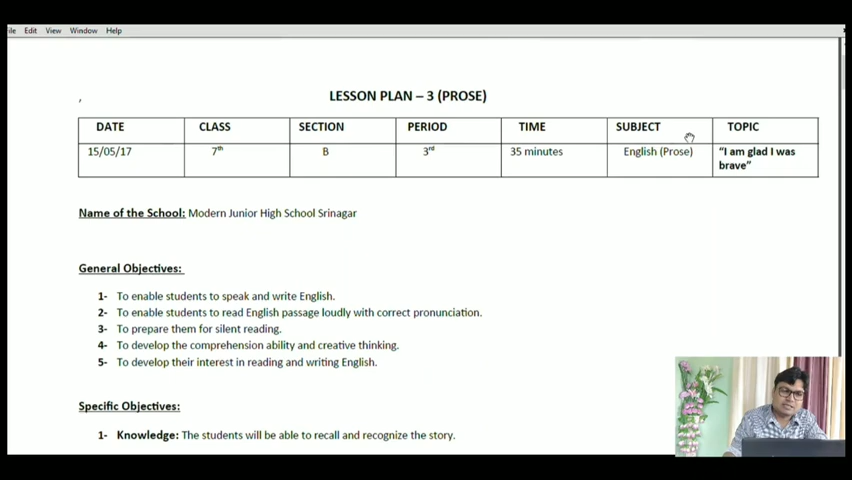 File Edit View Window Help
,
LESSON PLAN – 3 (PROSE)
DATE CLASS SECTION PERIOD TIME SUBJECT TOPIC
15/05/17 7th B 3rd 35 minutes English (Prose) “I am glad I was
brave”
Name of the School: Modern Junior High School Srinagar
General Objectives:
1- To enable students to speak and write English.
2- To enable students to read English passage loudly with correct pronunciation.
3- To prepare them for silent reading.
4- To develop the comprehension ability and creative thinking.
5- To develop their interest in reading and writing English.
Specific Objectives:
1- Knowledge: The students will be able to recall and recognize the story.